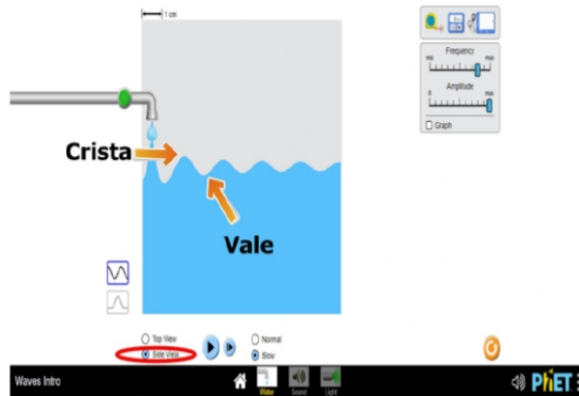 1 cm
Frequency
min
max
Amplitude
0
max
Graph
Crista
Vale
Top View
Side View
Normal
Slow
Waves Intro
Water
Sound
Light
PhET